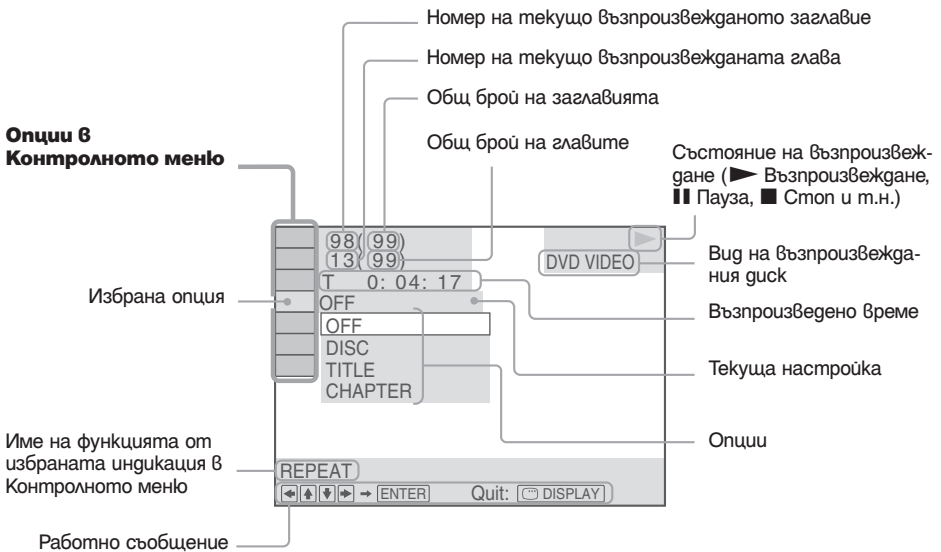 Номер на текущо възпроизвежданото заглавие
Номер на текущо възпроизвежданата глава
Общ брой на заглавията
Общ брой на главите
Опции в
Контролното меню
Състояние на възпроизвеж-
дане (► Възпроизвеждане,
❚❚ Пауза, ■ Стоп и т.н.)
98(99)
13(99)
DVD VIDEO
Вид на възпроизвежда-
ния диск
T 0: 04: 17
Избрана опция
OFF
Възпроизведено време
OFF
DISC
TITLE
CHAPTER
Текуща настройка
Опции
Име на функцията от
избраната индикация в
Контролното меню
REPEAT
←↑↓→ → ENTER Quit: DISPLAY
Работно съобщение